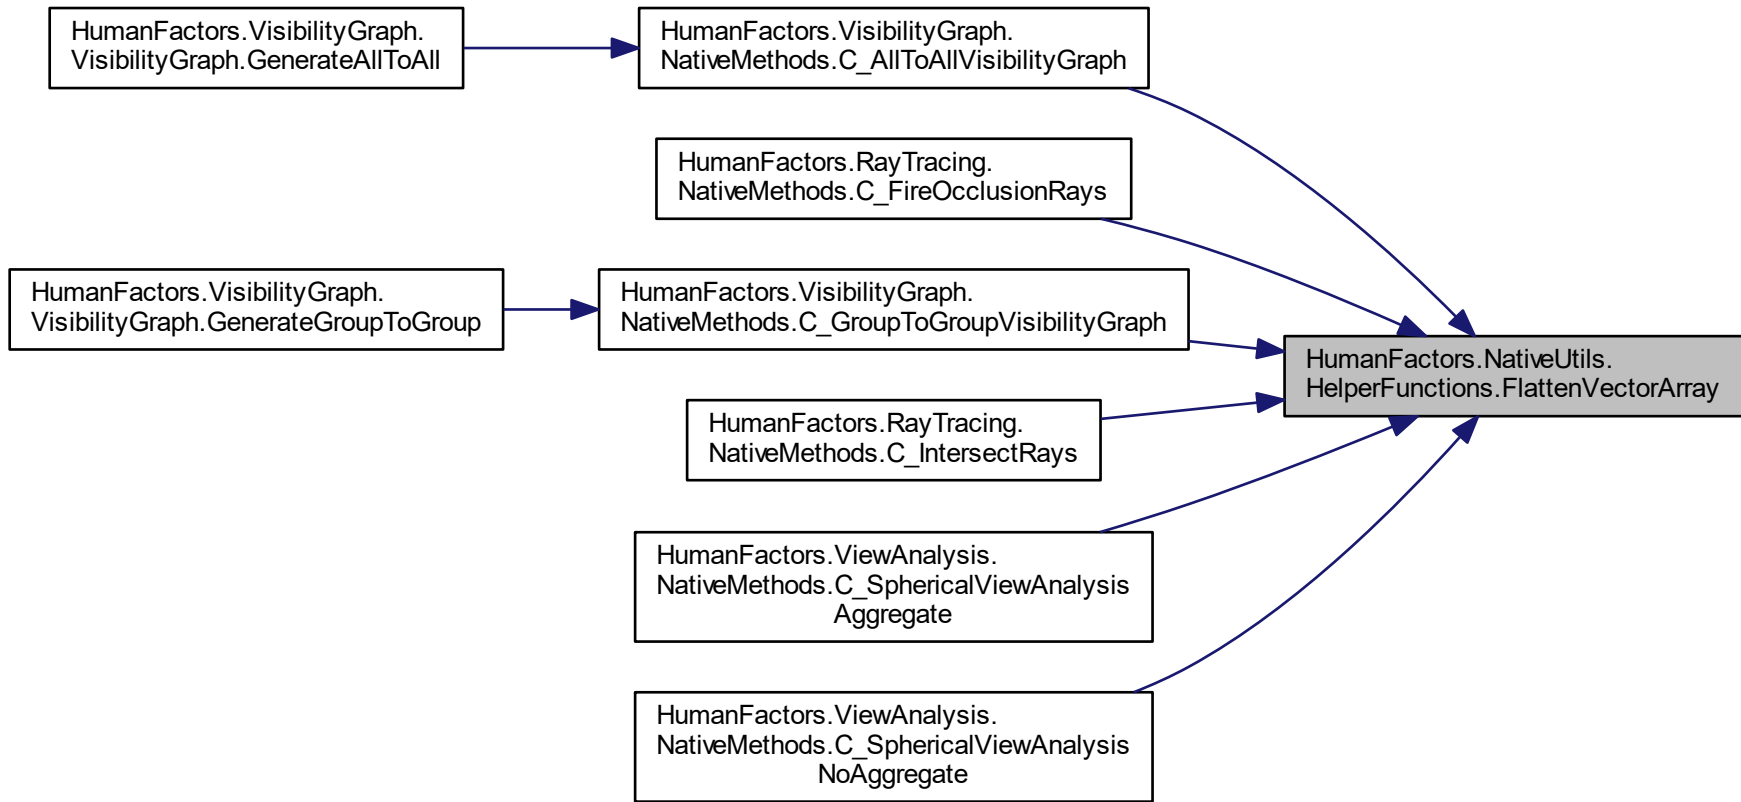 HumanFactors.VisibilityGraph.
VisibilityGraph.GenerateAllToAll
HumanFactors.VisibilityGraph.
NativeMethods.C_AllToAllVisibilityGraph
HumanFactors.RayTracing.
NativeMethods.C_FireOcclusionRays
HumanFactors.VisibilityGraph.
VisibilityGraph.GenerateGroupToGroup
HumanFactors.VisibilityGraph.
NativeMethods.C_GroupToGroupVisibilityGraph
HumanFactors.NativeUtils.
HelperFunctions.FlattenVectorArray
HumanFactors.RayTracing.
NativeMethods.C_IntersectRays
HumanFactors.ViewAnalysis.
NativeMethods.C_SphericalViewAnalysis
Aggregate
HumanFactors.ViewAnalysis.
NativeMethods.C_SphericalViewAnalysis
NoAggregate